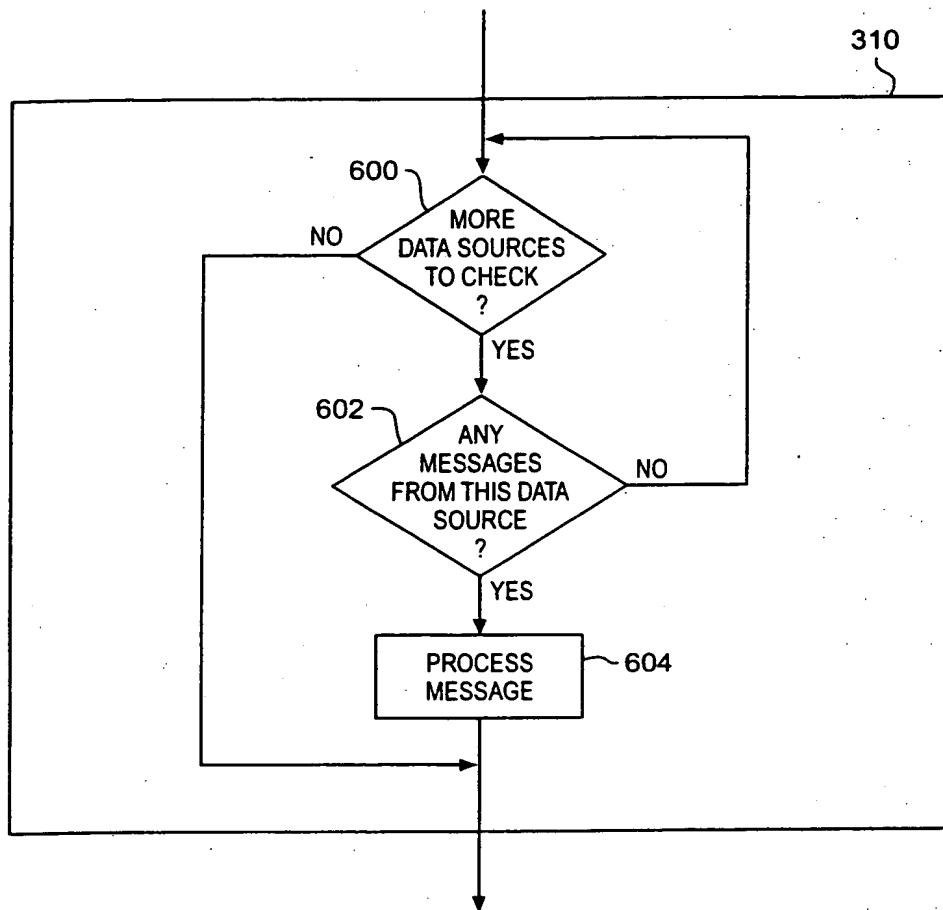 310
600
MORE
DATA SOURCES
TO CHECK
?
NO
YES
602
ANY
MESSAGES
FROM THIS DATA
SOURCE
?
NO
YES
PROCESS
MESSAGE
604